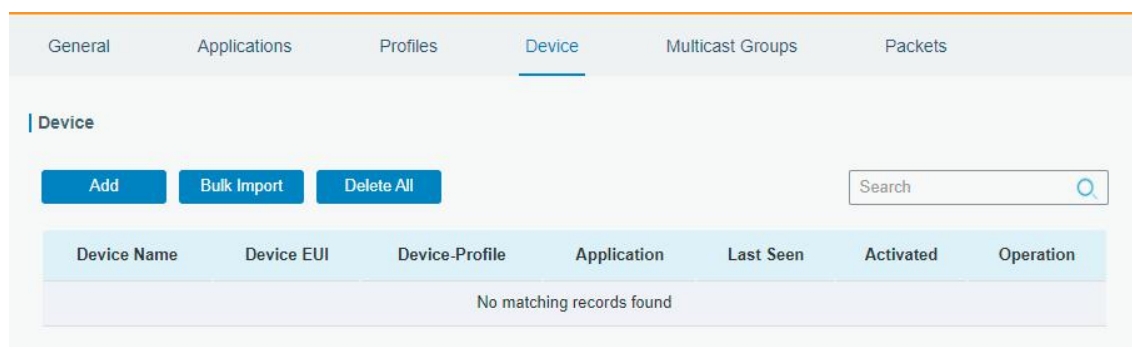 General Applications Profiles Device Multicast Groups Packets
Device
Add Bulk Import Delete All Search
Device Name Device EUI Device-Profile Application Last Seen Activated Operation
No matching records found